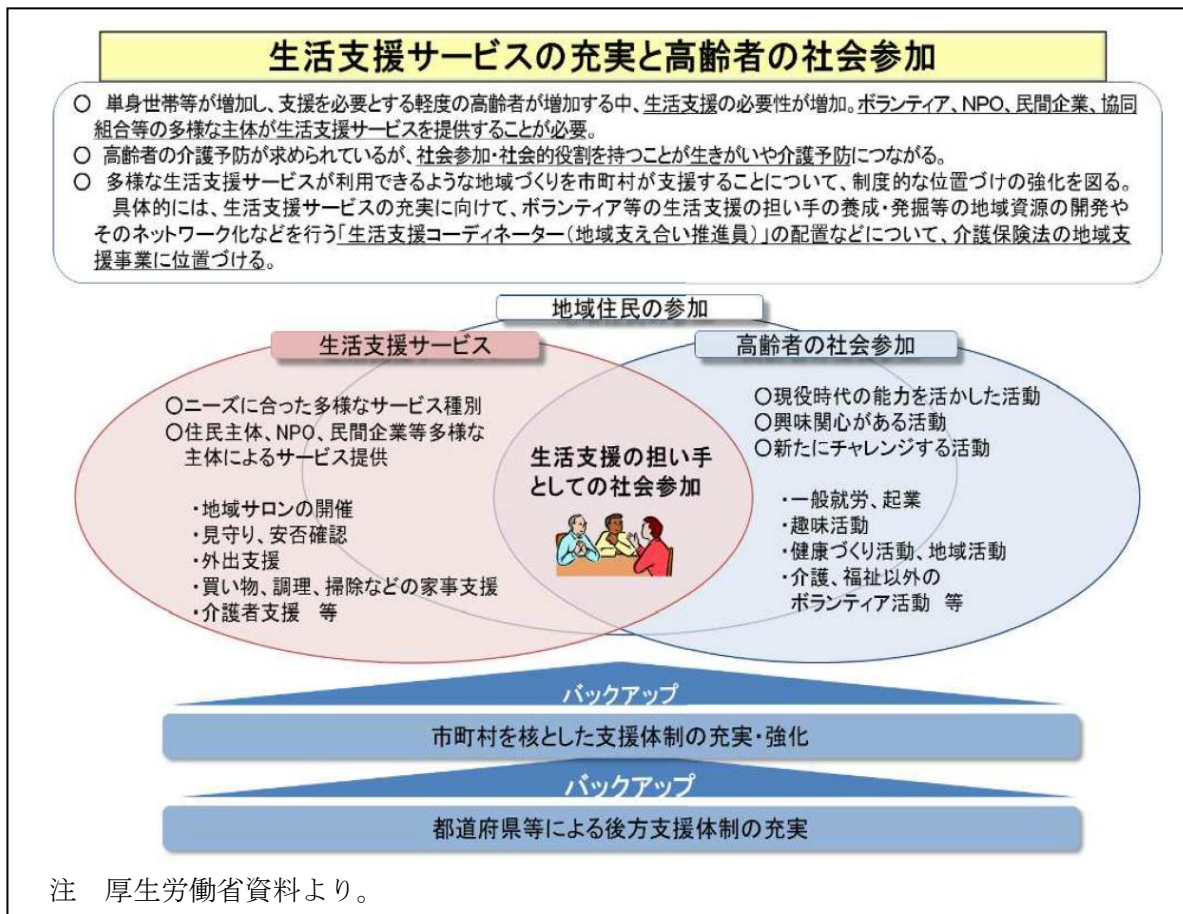 生活支援サービスの充実と高齢者の社会参加
○ 単身世帯等が増加し、支援を必要とする軽度の高齢者が増加する中、生活支援の必要性が増加。ボランティア、NPO、民間企業、協同
組合等の多様な主体が生活支援サービスを提供することが必要。
○ 高齢者の介護予防が求められているが、社会参加・社会的役割を持つことが生きがいや介護予防につながる。
○ 多様な生活支援サービスが利用できるような地域づくりを市町村が支援することについて、制度的な位置づけの強化を図る。
具体的には、生活支援サービスの充実に向けて、ボランティア等の生活支援の担い手の養成・発掘等の地域資源の開発や
そのネットワーク化などを行う「生活支援コーディネーター(地域支え合い推進員)」の配置などについて、介護保険法の地域支
援事業に位置づける。
地域住民の参加
生活支援サービス
○ニーズに合った多様なサービス種別
○住民主体、NPO、民間企業等多様な
主体によるサービス提供
・地域サロンの開催
・見守り、安否確認
・外出支援
・買い物、調理、掃除などの家事支援
・介護者支援 等
生活支援の担い手
としての社会参加
高齢者の社会参加
○現役時代の能力を活かした活動
○興味関心がある活動
○新たにチャレンジする活動
・一般就労、起業
・趣味活動
・健康づくり活動、地域活動
・介護、福祉以外の
ボランティア活動 等
バックアップ
市町村を核とした支援体制の充実・強化
バックアップ
都道府県等による後方支援体制の充実
注 厚生労働省資料より。